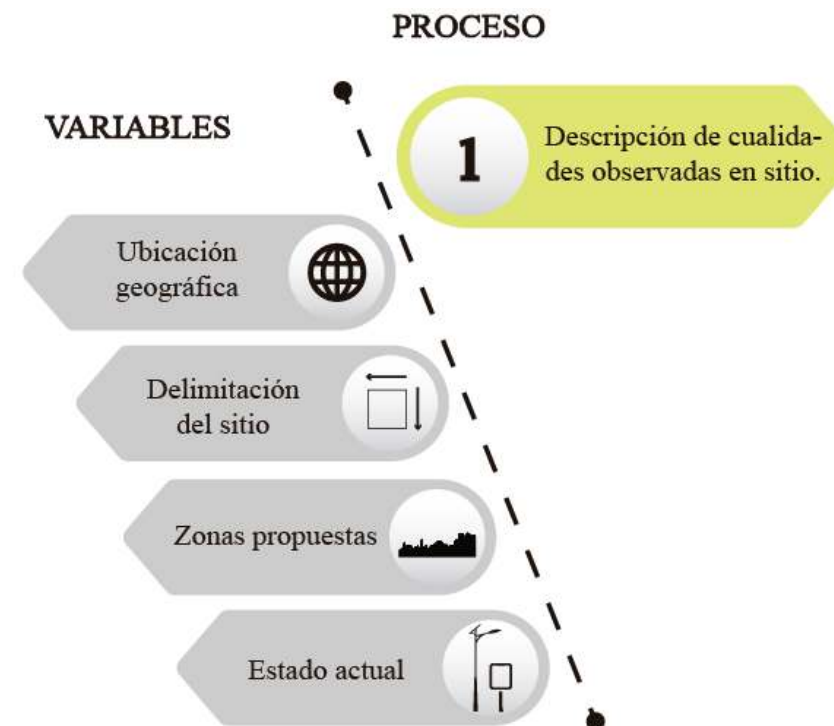 PROCESO
VARIABLES
1
Descripción de cualida-
des observadas en sitio.
Ubicación
geográfica
Delimitación
del sitio
Zonas propuestas
Estado actual